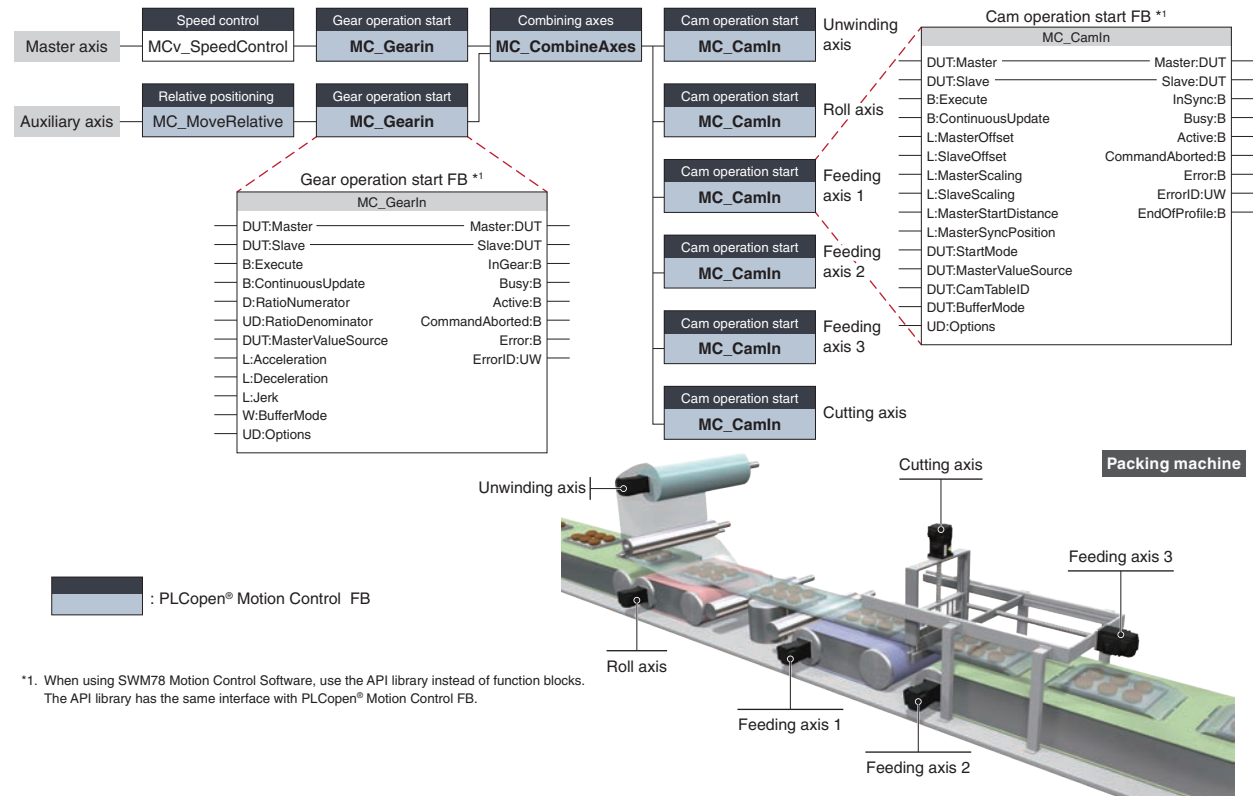 Speed control
MCv_SpeedControl
Gear operation start
MC_Gearin
Combining axes
MC_CombineAxes
Master axis
Relative positioning
MC_MoveRelative
Gear operation start
MC_Gearin
Auxiliary axis
Cam operation start
MC_CamIn
Unwinding
axis
Cam operation start
MC_CamIn
Roll axis
Cam operation start
MC_CamIn
Feeding
axis 1
Cam operation start
MC_CamIn
Feeding
axis 2
Cam operation start
MC_CamIn
Feeding
axis 3
Cam operation start
MC_CamIn
Cutting axis
Gear operation start FB *1
MC_GearIn
DUT:Master Master:DUT
DUT:Slave Slave:DUT
B:Execute InGear:B
B:ContinuousUpdate Busy:B
D:RatioNumerator Active:B
UD:RatioDenominator CommandAborted:B
DUT:MasterValueSource Error:B
L:Acceleration ErrorID:UW
L:Deceleration
L:Jerk
W:BufferMode
UD:Options
Cam operation start FB *1
MC_CamIn
DUT:Master Master:DUT
DUT:Slave Slave:DUT
B:Execute InSync:B
B:ContinuousUpdate Busy:B
L:MasterOffset Active:B
L:SlaveOffset CommandAborted:B
L:MasterScaling Error:B
L:SlaveScaling ErrorID:UW
L:MasterStartDistance EndOfProfile:B
L:MasterSyncPosition
DUT:StartMode
DUT:MasterValueSource
DUT:CamTableID
DUT:BufferMode
UD:Options
Packing machine
Unwinding axis
Cutting axis
Feeding axis 3
Roll axis
Feeding axis 1
Feeding axis 2
: PLCopen® Motion Control FB
*1. When using SWM78 Motion Control Software, use the API library instead of function blocks.
The API library has the same interface with PLCopen® Motion Control FB.